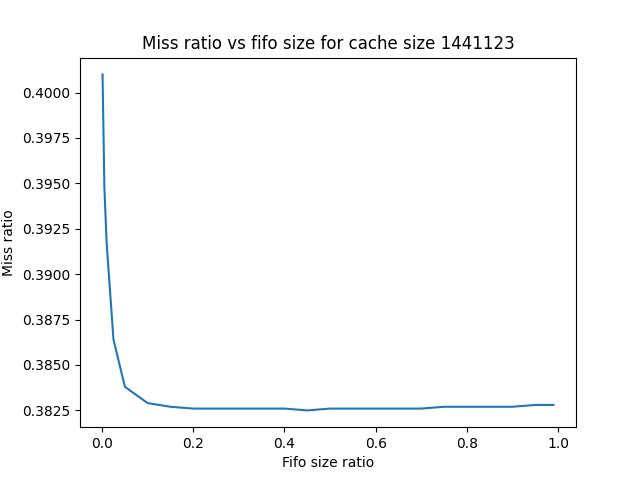 Miss ratio vs fifo size for cache size 1441123
0.4000
0.3975
0.3950
0.3925
0.3900
0.3875
0.3850
0.3825
Miss ratio
0.0 0.2 0.4 0.6 0.8 1.0
Fifo size ratio